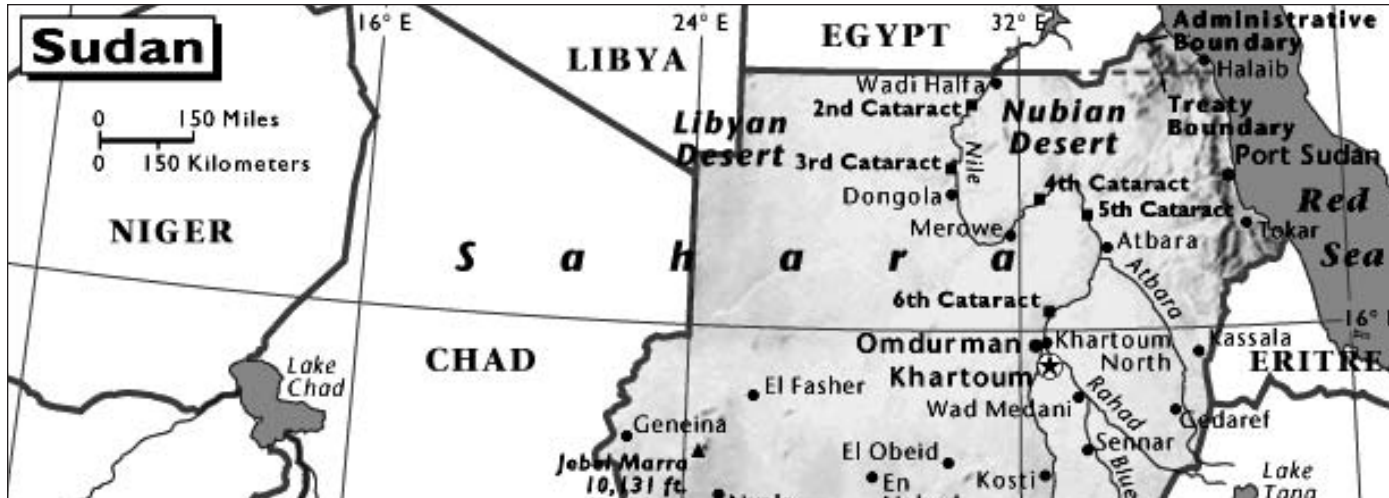 Sudan
0 150 Miles
0 150 Kilometers
16° E
24° E
32° E
LIBYA
EGYPT
Administrative
Boundary
Halaib
Wadi Halfa
2nd Cataract
Nubian
Desert
Treaty
Boundary
Libyan
Desert
3rd Cataract
Nile
Port Sudan
4th Cataract
Dongola
5th Cataract
Red
Sea
NIGER
Merowe
Atbara
Tokar
Sahara
Atbara
6th Cataract
16°
Lake
Chad
CHAD
Omdurman
Khartoum
North
Kassala
ERITRE
Khartoum
El Fasher
Wad Medani
Rahad
Gedaref
Geneina
Jebel Marra
10,131 ft.
El Obeid
Sennar
En
Kosti
Blue
Lake